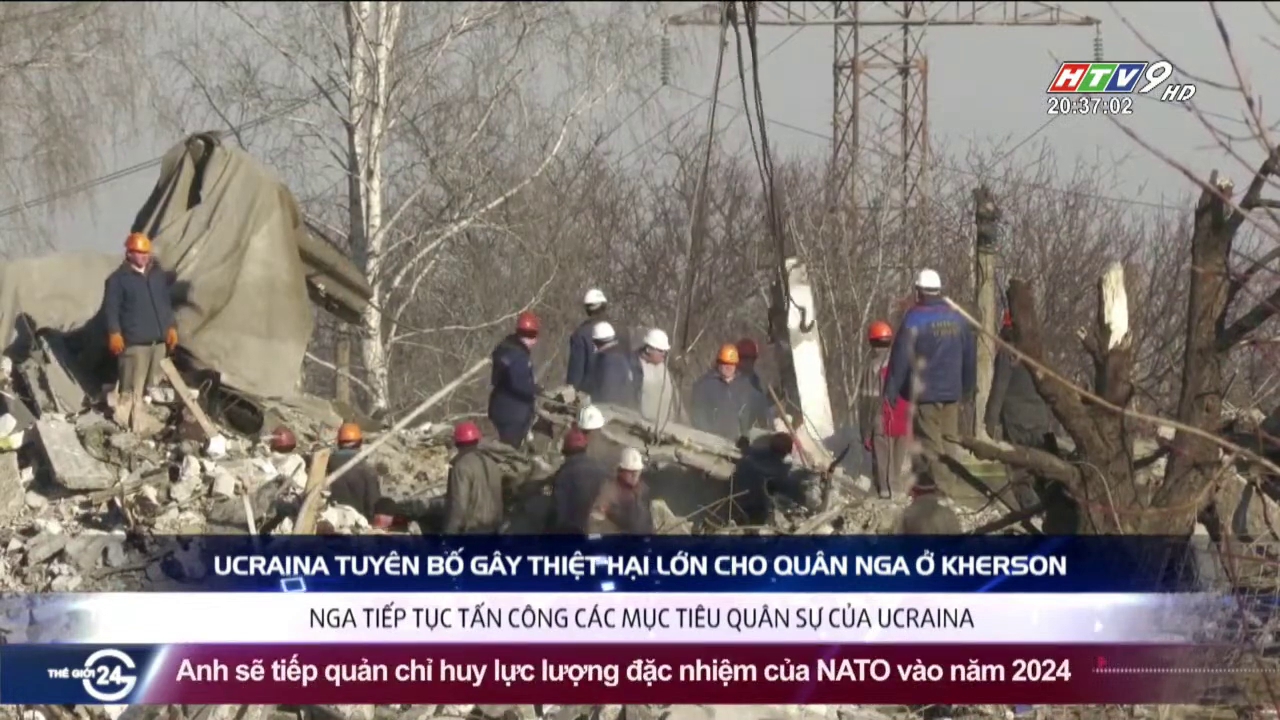 HTV9 HD
20:37:02
UCRAINA TUYÊN BỐ GÂY THIỆT HẠI LỚN CHO QUÂN NGA Ở KHERSON
NGA TIẾP TỤC TẤN CÔNG CÁC MỤC TIÊU QUÂN SỰ CỦA UCRAINA
THẾ GIỚI 24G
Anh sẽ tiếp quản chỉ huy lực lượng đặc nhiệm của NATO vào năm 2024